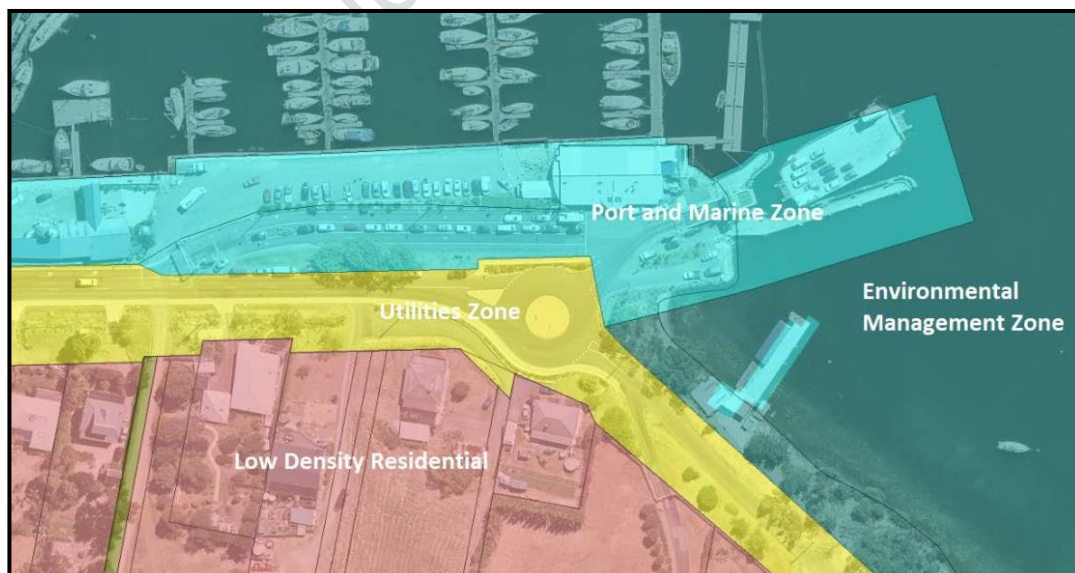 Port and Marine Zone
Environmental
Management Zone
Utilities Zone
Low Density Residential